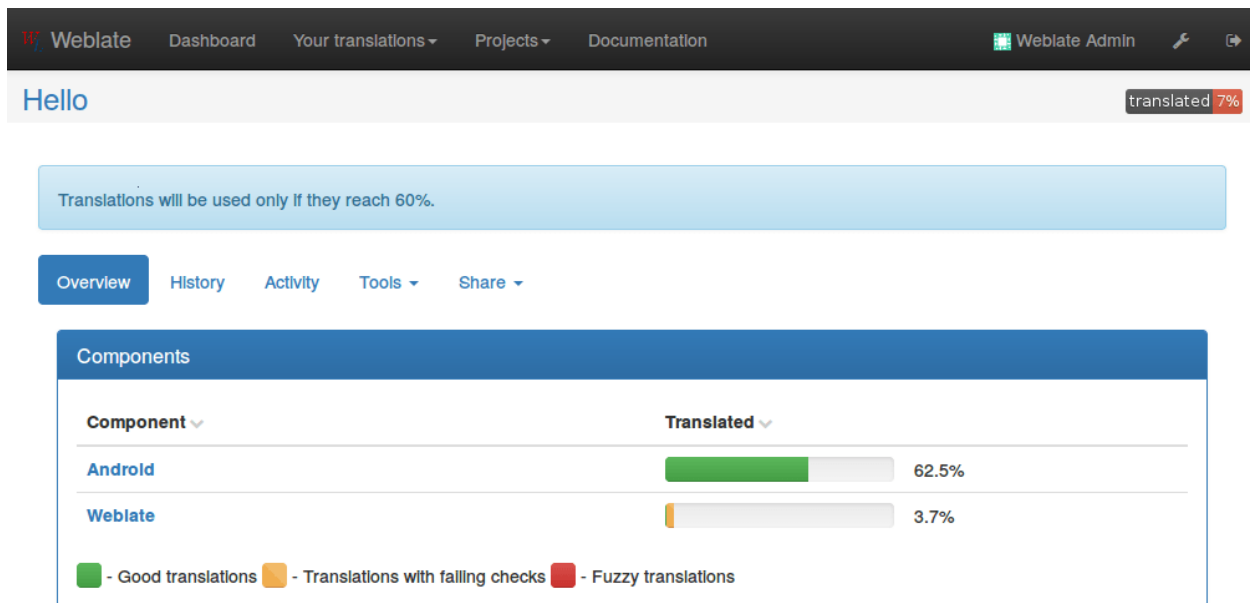 Weblate Dashboard Your translations Projects Documentation Weblate Admin
Hello translated 7%
Translations will be used only if they reach 60%.
Overview History Activity Tools Share
Components
Component Translated
Android 62.5%
Weblate 3.7%
- Good translations - Translations with failing checks - Fuzzy translations